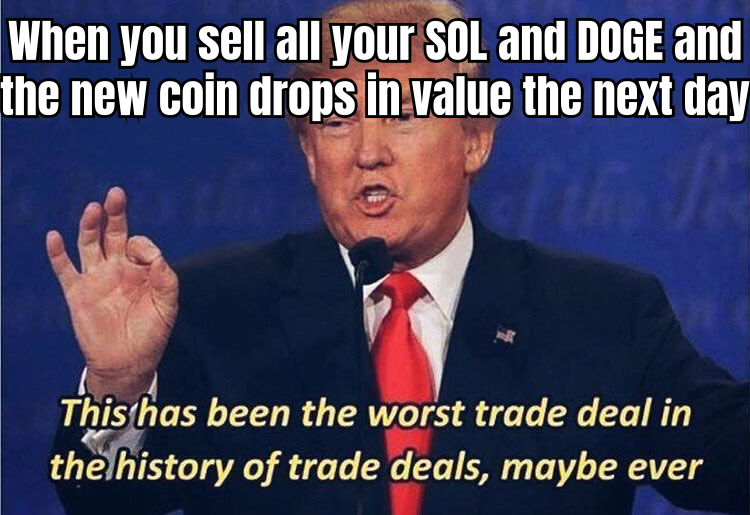 When you sell all your SOL and DOGE and
the new coin drops in value the next day
This has been the worst trade deal in
the history of trade deals, maybe ever